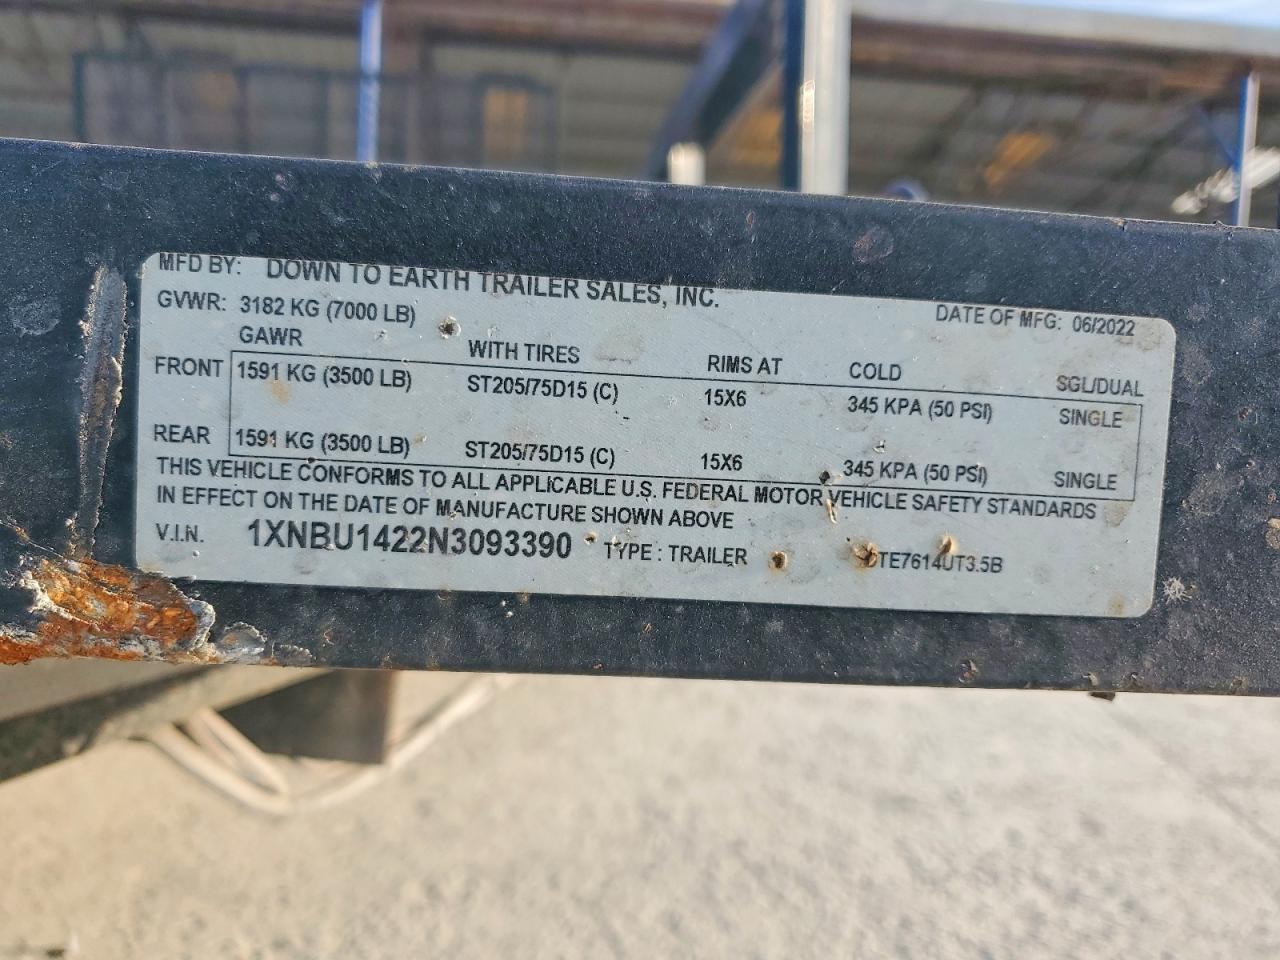 MFD BY: DOWN TO EARTH TRAILER SALES, INC.
GVWR: 3182 KG (7000 LB) DATE OF MFG: 06/2022
GAWR WITH TIRES RIMS AT COLD SGL/DUAL
FRONT 1591 KG (3500 LB) ST205/75D15 (C) 15X6 345 KPA (50 PSI) SINGLE
REAR 1591 KG (3500 LB) ST205/75D15 (C) 15X6 345 KPA (50 PSI) SINGLE
THIS VEHICLE CONFORMS TO ALL APPLICABLE U.S. FEDERAL MOTOR VEHICLE SAFETY STANDARDS
IN EFFECT ON THE DATE OF MANUFACTURE SHOWN ABOVE
V.I.N. 1XNBU1422N3093390 TYPE : TRAILER